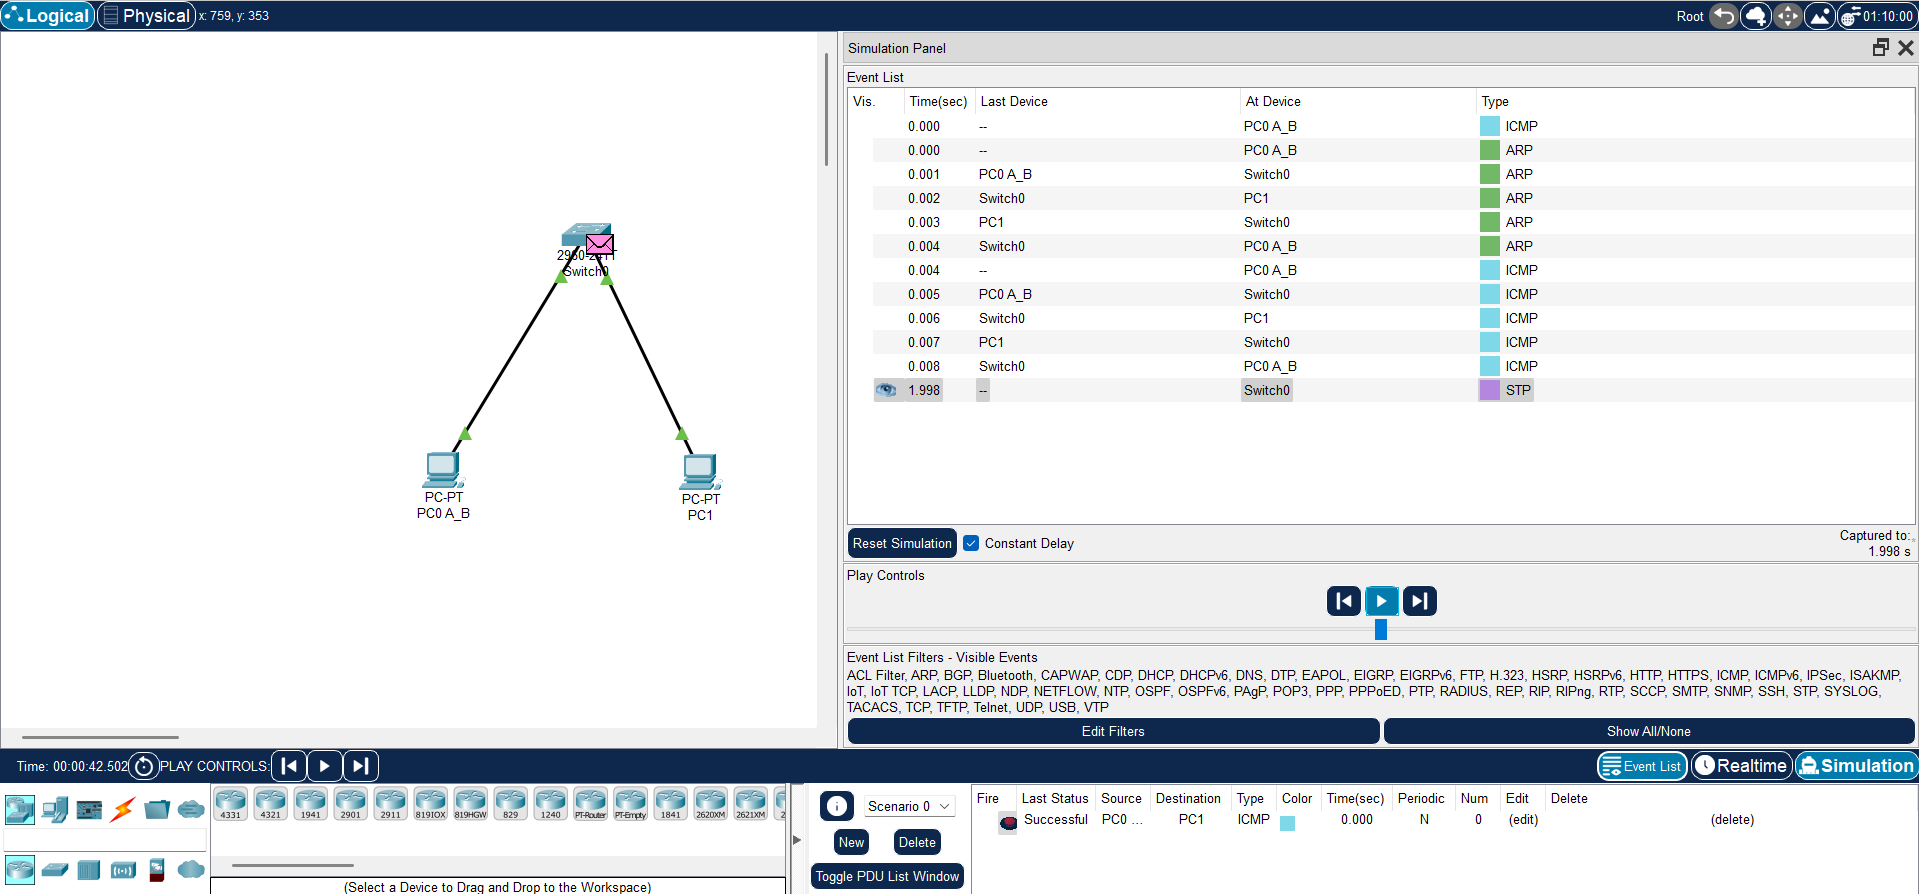 Logical Physical x: 759, y: 353 Root 01:10:00
Simulation Panel
Event List
Vis. Time(sec) Last Device At Device Type
0.000 -- PC0 A_B ICMP
0.000 -- PC0 A_B ARP
0.001 PC0 A_B Switch0 ARP
0.002 Switch0 PC1 ARP
0.003 PC1 Switch0 ARP
0.004 Switch0 PC0 A_B ARP
0.004 -- PC0 A_B ICMP
0.005 PC0 A_B Switch0 ICMP
0.006 Switch0 PC1 ICMP
0.007 PC1 Switch0 ICMP
0.008 Switch0 PC0 A_B ICMP
1.998 -- Switch0 STP
Switch0
PC-PT
PC0 A_B
PC-PT
PC1
Reset Simulation Constant Delay
Captured to:
1.998 s
Play Controls
Event List Filters - Visible Events
ACL Filter, ARP, BGP, Bluetooth, CAPWAP, CDP, DHCP, DHCPv6, DNS, DTP, EAPOL, EIGRP, EIGRPv6, FTP, H.323, HSRP, HSRPv6, HTTP, HTTPS, ICMP, ICMPv6, IPSec, ISAKMP,
IoT, IoT TCP, LACP, LLDP, NDP, NETFLOW, NTP, OSPF, OSPFv6, PAgP, POP3, PPP, PPPoED, PTP, RADIUS, REP, RIP, RIPng, RTP, SCCP, SMTP, SNMP, SSH, STP, SYSLOG,
TACACS, TCP, TFTP, Telnet, UDP, USB, VTP
Edit Filters Show All/None
Time: 00:00:42.502 PLAY CONTROLS: Event List Realtime Simulation
4331 4321 1941 2901 2911 819IOX 819HGW 829 1240 PT-Router PT-Empty 1841 2620XM 2621XM 2
(Select a Device to Drag and Drop to the Workspace)
Scenario 0
New Delete
Toggle PDU List Window
Fire Last Status Source Destination Type Color Time(sec) Periodic Num Edit Delete
Successful PC0 ... PC1 ICMP 0.000 N 0 (edit) (delete)